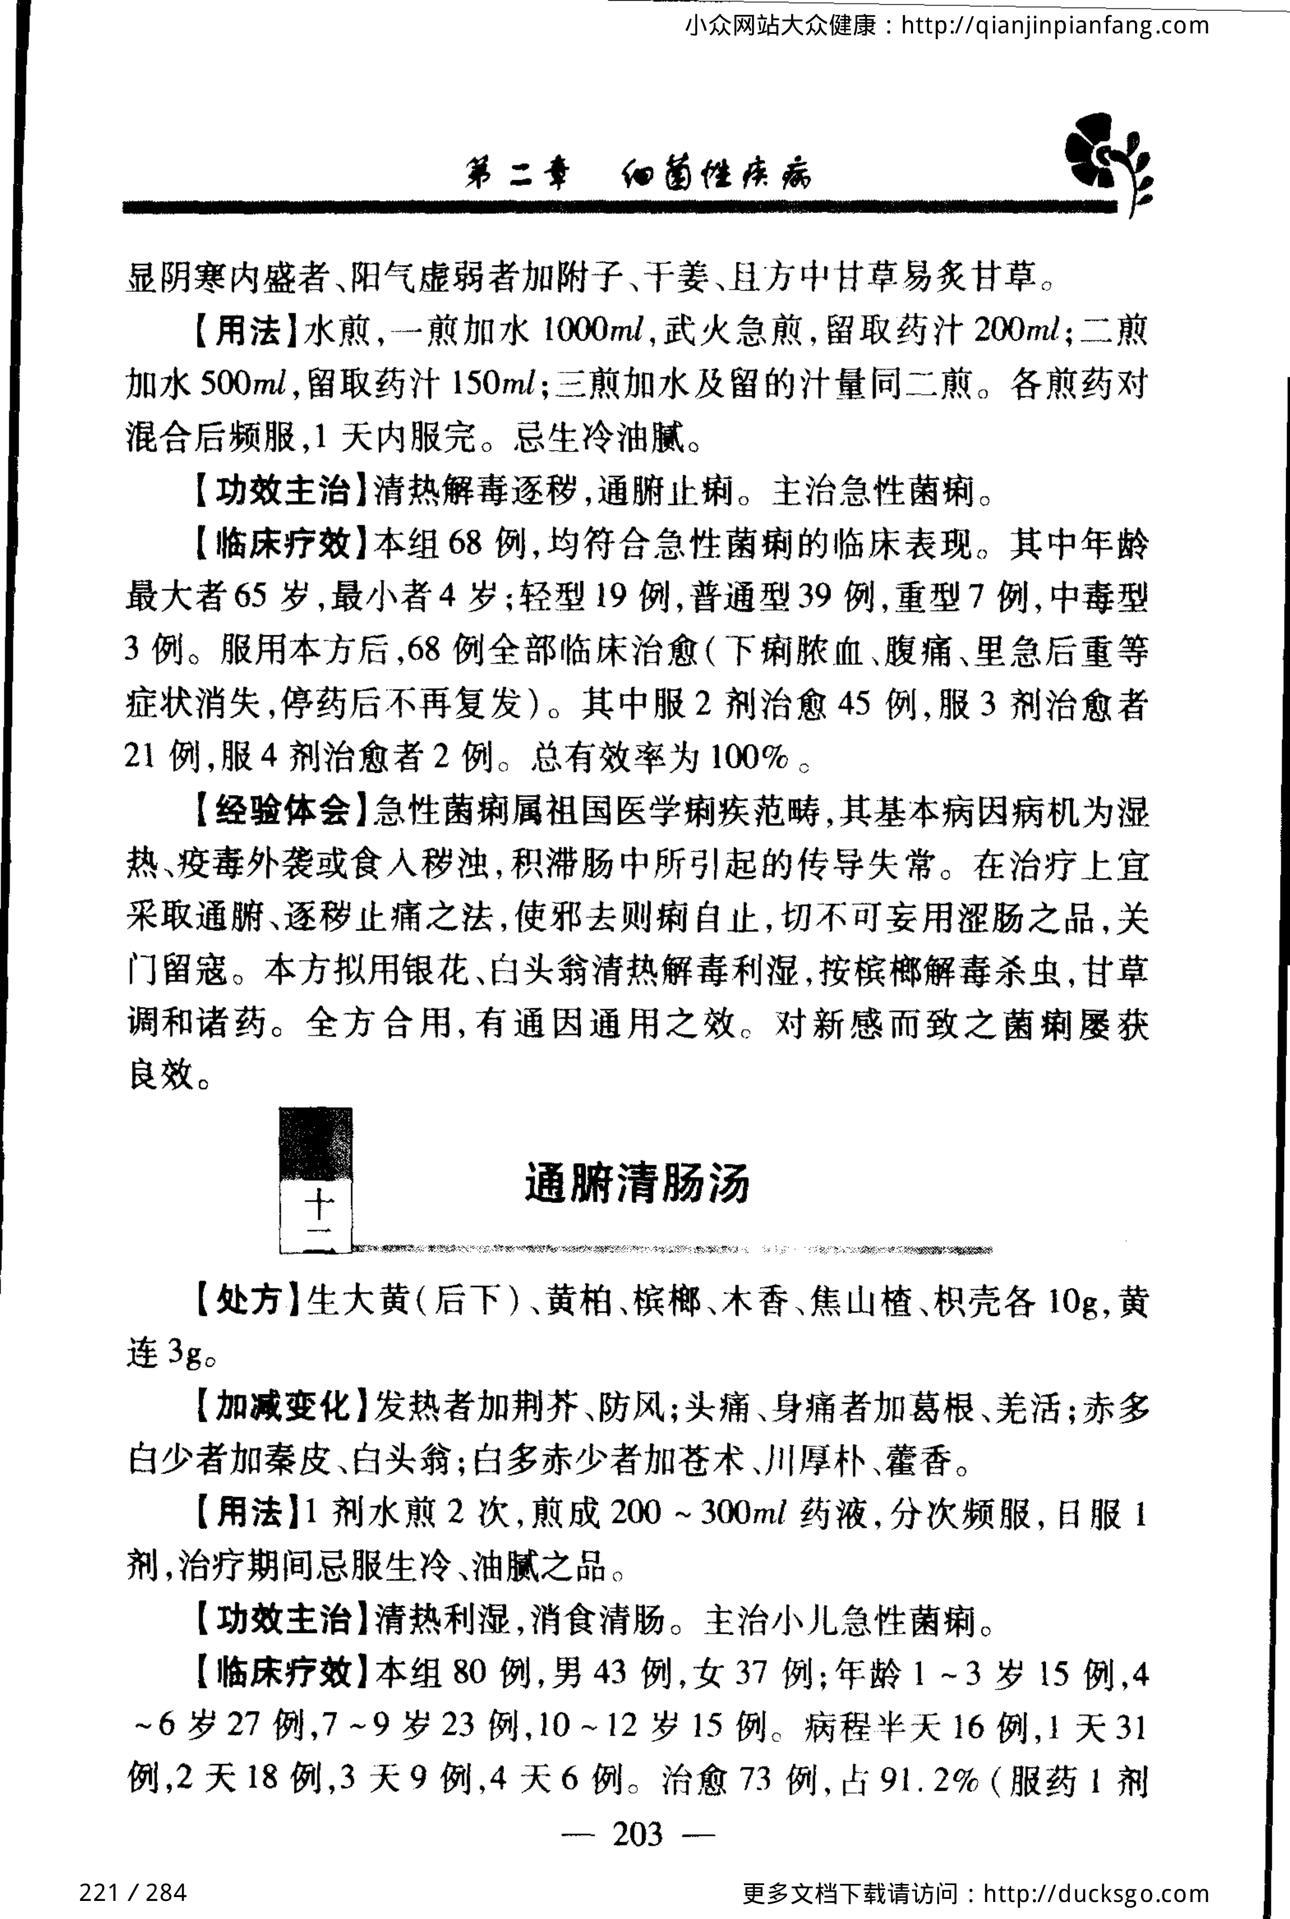 小众网站大众健康：http://qianjinpianfang.com
第二章 细菌性疾病
显阴寒内盛者、阳气虚弱者加附子、干姜、且方中甘草易炙甘草。
【用法】水煎,一煎加水 1000ml,武火急煎,留取药汁 200ml;二煎
加水 500ml,留取药汁 150ml;三煎加水及留的汁量同二煎。各煎药对
混合后频服,1 天内服完。忌生冷油腻。
【功效主治】清热解毒逐秽,通腑止痢。主治急性菌痢。
【临床疗效】本组 68 例,均符合急性菌痢的临床表现。其中年龄
最大者 65 岁,最小者 4 岁;轻型 19 例,普通型 39 例,重型 7 例,中毒型
3 例。服用本方后,68 例全部临床治愈(下痢脓血、腹痛、里急后重等
症状消失,停药后不再复发)。其中服 2 剂治愈 45 例,服 3 剂治愈者
21 例,服 4 剂治愈者 2 例。总有效率为 100%。
【经验体会】急性菌痢属祖国医学痢疾范畴,其基本病因病机为湿
热、疫毒外袭或食入秽浊,积滞肠中所引起的传导失常。在治疗上宜
采取通腑、逐秽止痛之法,使邪去则痢自止,切不可妄用涩肠之品,关
门留寇。本方拟用银花、白头翁清热解毒利湿,按槟榔解毒杀虫,甘草
调和诸药。全方合用,有通因通用之效。对新感而致之菌痢屡获
良效。
十二
通腑清肠汤
【处方】生大黄(后下)、黄柏、槟榔、木香、焦山楂、枳壳各 10g,黄
连 3g。
【加减变化】发热者加荆芥、防风;头痛、身痛者加葛根、羌活;赤多
白少者加秦皮、白头翁;白多赤少者加苍术、川厚朴、藿香。
【用法】1 剂水煎 2 次,煎成 200～300ml 药液,分次频服,日服 1
剂,治疗期间忌服生冷、油腻之品。
【功效主治】清热利湿,消食清肠。主治小儿急性菌痢。
【临床疗效】本组 80 例,男 43 例,女 37 例;年龄 1～3 岁 15 例,4
～6 岁 27 例,7～9 岁 23 例,10～12 岁 15 例。病程半天 16 例,1 天 31
例,2 天 18 例,3 天 9 例,4 天 6 例。治愈 73 例,占 91.2%(服药 1 剂
— 203 —
221 / 284
更多文档下载请访问：http://ducksgo.com